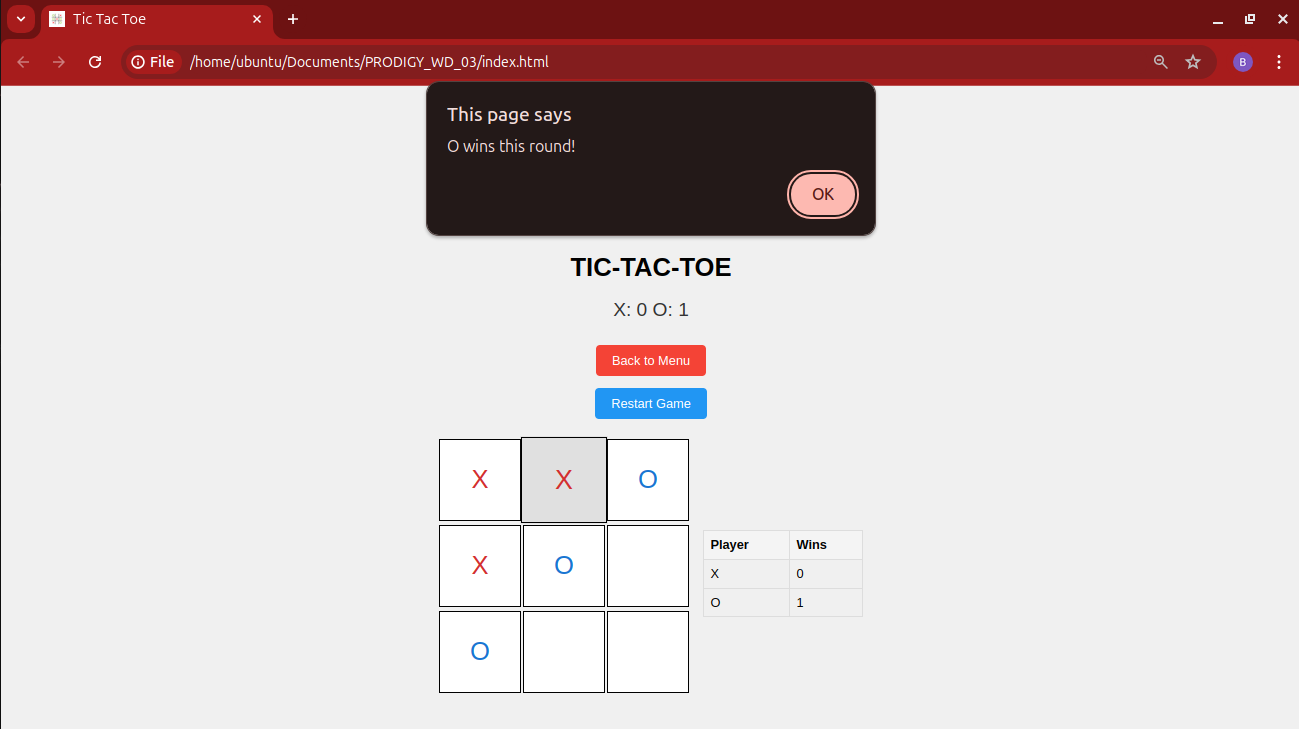 Tic Tac Toe
File /home/ubuntu/Documents/PRODIGY_WD_03/index.html
B
This page says
O wins this round!
OK
TIC-TAC-TOE
X: 0 O: 1
Back to Menu
Restart Game
X X O
X O
O
Player Wins
X 0
O 1